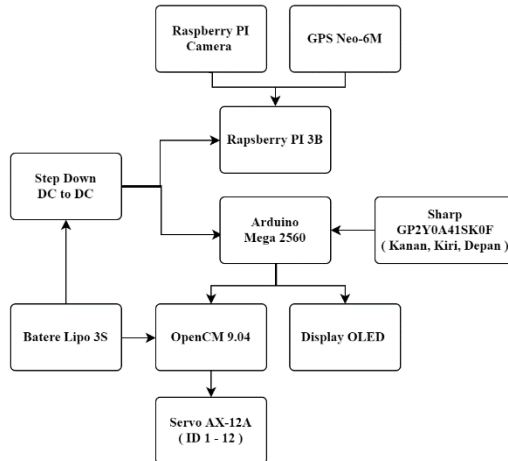 Raspberry PI
Camera
GPS Neo-6M
Rapsberry PI 3B
Step Down
DC to DC
Arduino
Mega 2560
Sharp
GP2Y0A41SK0F
( Kanan, Kiri, Depan )
Batere Lipo 3S
OpenCM 9.04
Display OLED
Servo AX-12A
( ID 1 - 12 )